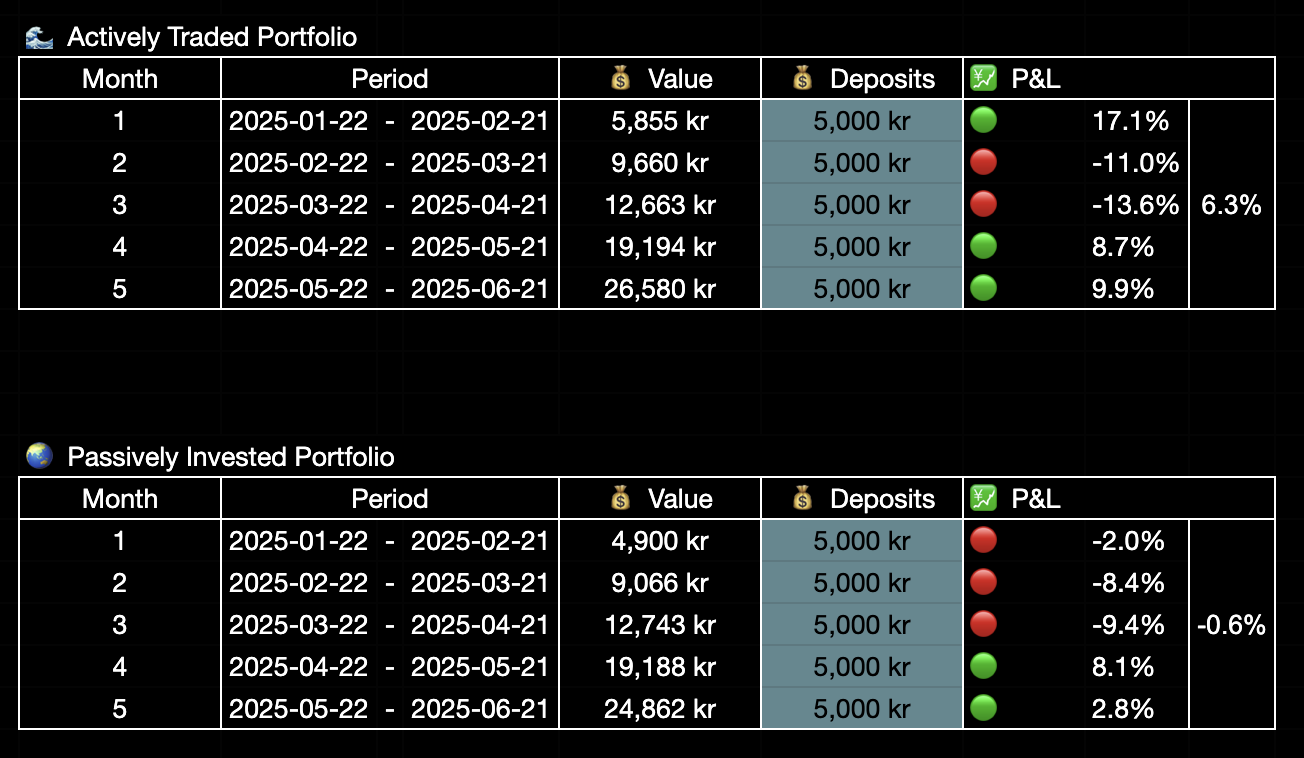 🌊 Actively Traded Portfolio
Month Period 💰 Value 💰 Deposits 💹 P&L
1 2025-01-22 - 2025-02-21 5,855 kr 5,000 kr 🟢 17.1%
2 2025-02-22 - 2025-03-21 9,660 kr 5,000 kr 🔴 -11.0%
3 2025-03-22 - 2025-04-21 12,663 kr 5,000 kr 🔴 -13.6% 6.3%
4 2025-04-22 - 2025-05-21 19,194 kr 5,000 kr 🟢 8.7%
5 2025-05-22 - 2025-06-21 26,580 kr 5,000 kr 🟢 9.9%
🌏 Passively Invested Portfolio
Month Period 💰 Value 💰 Deposits 💹 P&L
1 2025-01-22 - 2025-02-21 4,900 kr 5,000 kr 🔴 -2.0%
2 2025-02-22 - 2025-03-21 9,066 kr 5,000 kr 🔴 -8.4%
3 2025-03-22 - 2025-04-21 12,743 kr 5,000 kr 🔴 -9.4% -0.6%
4 2025-04-22 - 2025-05-21 19,188 kr 5,000 kr 🟢 8.1%
5 2025-05-22 - 2025-06-21 24,862 kr 5,000 kr 🟢 2.8%